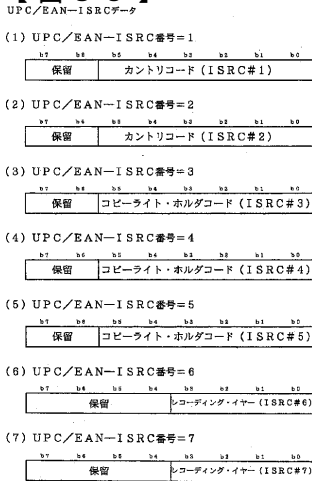 UPC/EAN-ISRCデータ
(1) UPC/EAN-ISRC番号=1
b7 b6 b5 b4 b3 b2 b1 b0
保留 カントリコード (ISRC#1)
(2) UPC/EAN-ISRC番号=2
b7 b6 b5 b4 b3 b2 b1 b0
保留 カントリコード (ISRC#2)
(3) UPC/EAN-ISRC番号=3
b7 b6 b5 b4 b3 b2 b1 b0
保留 コピーライト・ホルダコード (ISRC#3)
(4) UPC/EAN-ISRC番号=4
b7 b6 b5 b4 b3 b2 b1 b0
保留 コピーライト・ホルダコード (ISRC#4)
(5) UPC/EAN-ISRC番号=5
b7 b6 b5 b4 b3 b2 b1 b0
保留 コピーライト・ホルダコード (ISRC#5)
(6) UPC/EAN-ISRC番号=6
b7 b6 b5 b4 b3 b2 b1 b0
保留 レコーディング・イヤー (ISRC#6)
(7) UPC/EAN-ISRC番号=7
b7 b6 b5 b4 b3 b2 b1 b0
保留 レコーディング・イヤー (ISRC#7)